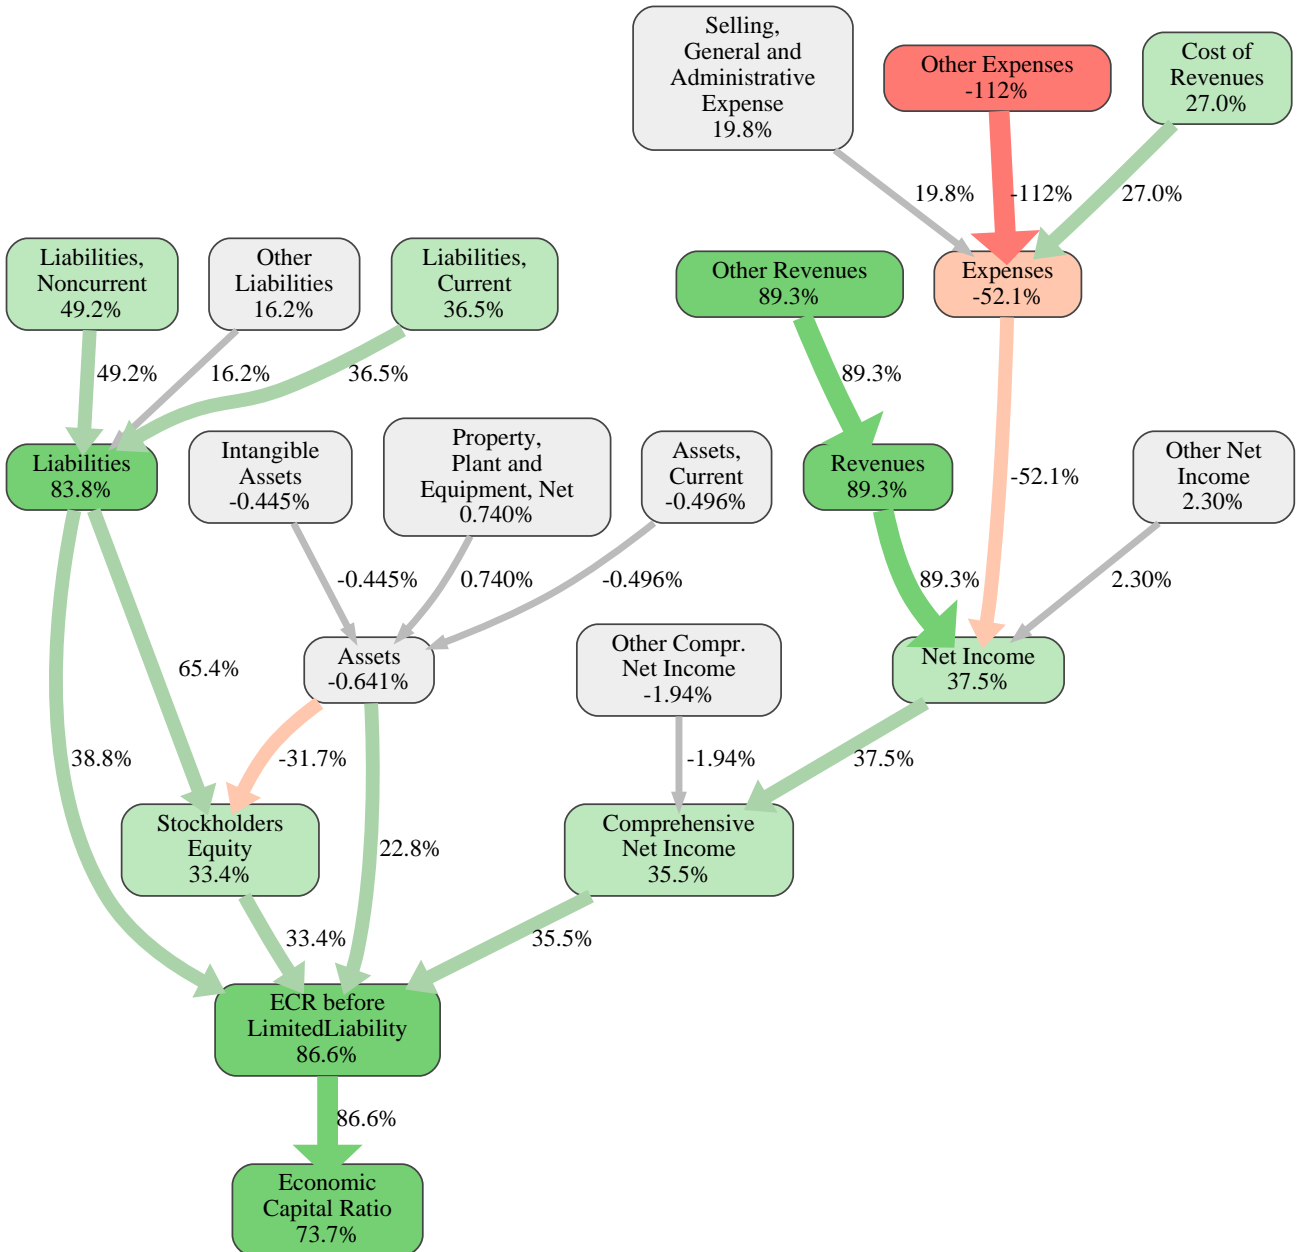 Selling,
General and
Administrative
Expense
19.8%
Other Expenses
-112%
Cost of
Revenues
27.0%
19.8%
-112%
27.0%
Liabilities,
Noncurrent
49.2%
Other
Liabilities
16.2%
Liabilities,
Current
36.5%
Other Revenues
89.3%
Expenses
-52.1%
49.2%
16.2%
36.5%
89.3%
-52.1%
Liabilities
83.8%
Intangible
Assets
-0.445%
Property,
Plant and
Equipment, Net
0.740%
Assets,
Current
-0.496%
Revenues
89.3%
Other Net
Income
2.30%
-0.445%
0.740%
-0.496%
89.3%
2.30%
65.4%
Assets
-0.641%
Other Compr.
Net Income
-1.94%
Net Income
37.5%
38.8%
-31.7%
-1.94%
37.5%
Stockholders
Equity
33.4%
22.8%
Comprehensive
Net Income
35.5%
33.4%
35.5%
ECR before
LimitedLiability
86.6%
86.6%
Economic
Capital Ratio
73.7%